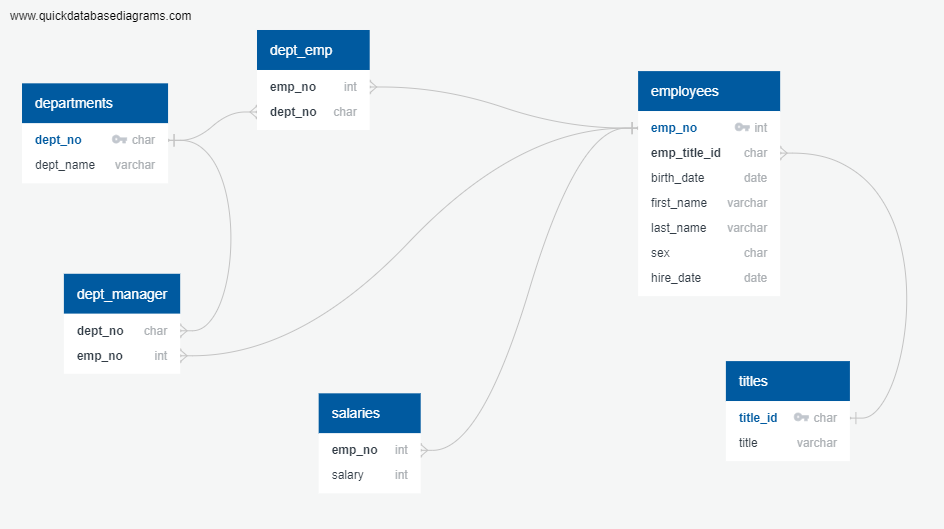 www.quickdatabasediagrams.com
dept_emp
emp_no int
dept_no char
departments
dept_no char
dept_name varchar
employees
emp_no int
emp_title_id char
birth_date date
first_name varchar
last_name varchar
sex char
hire_date date
dept_manager
dept_no char
emp_no int
salaries
emp_no int
salary int
titles
title_id char
title varchar